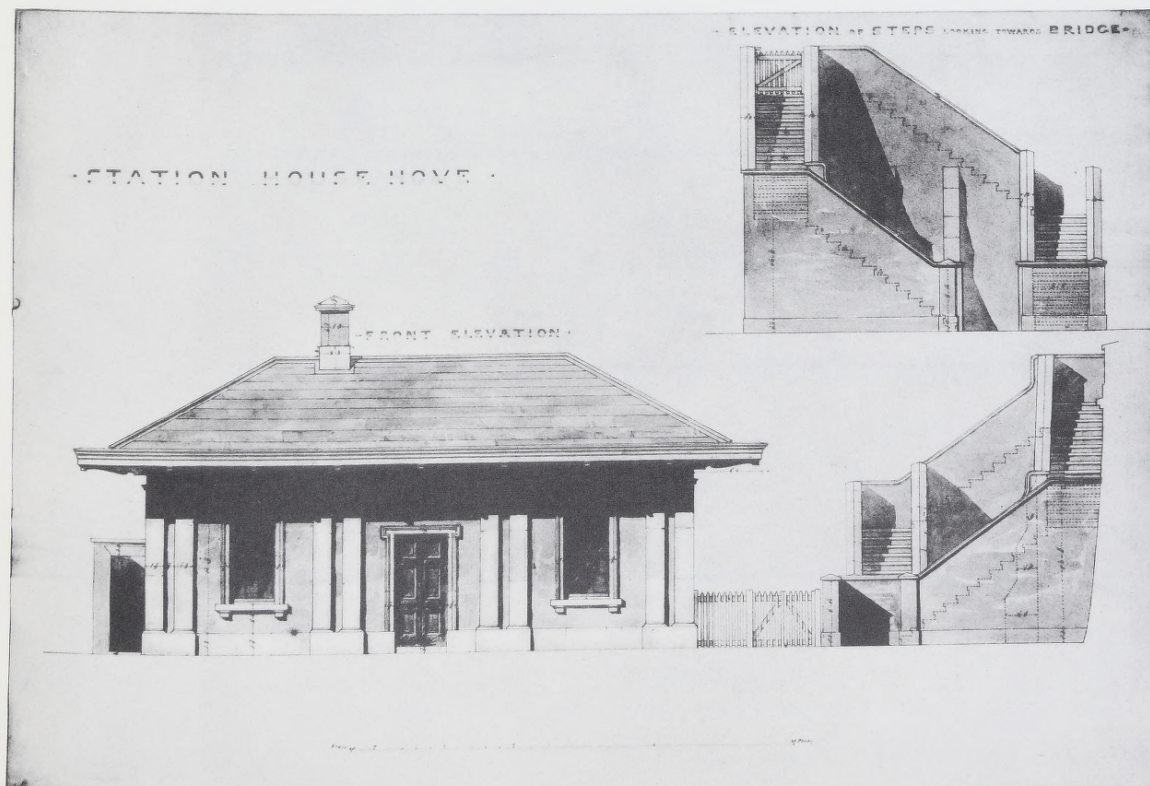 · ELEVATION OF STEPS LOOKING TOWARDS BRIDGE ·
· STATION HOUSE HOVE ·
· FRONT ELEVATION ·